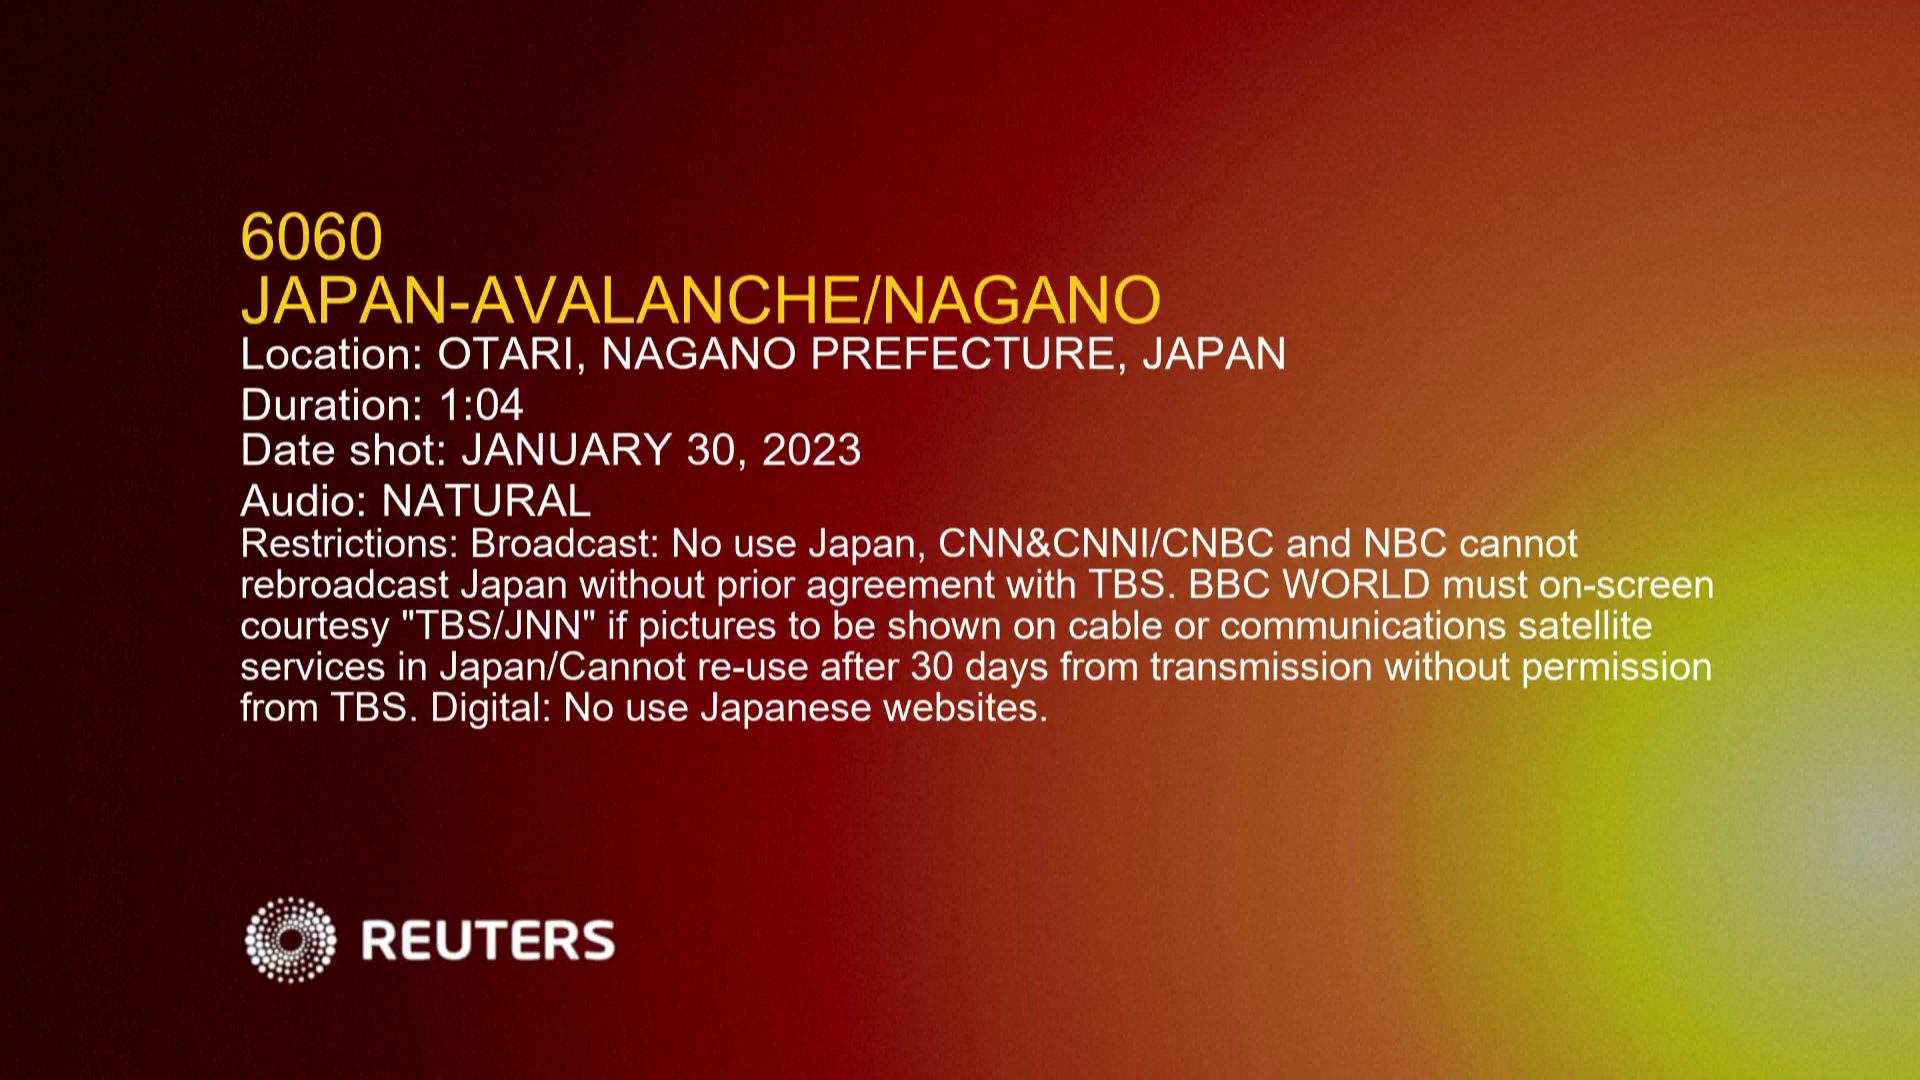 6060
JAPAN-AVALANCHE/NAGANO
Location: OTARI, NAGANO PREFECTURE, JAPAN
Duration: 1:04
Date shot: JANUARY 30, 2023
Audio: NATURAL
Restrictions: Broadcast: No use Japan, CNN&CNNI/CNBC and NBC cannot
rebroadcast Japan without prior agreement with TBS. BBC WORLD must on-screen
courtesy "TBS/JNN" if pictures to be shown on cable or communications satellite
services in Japan/Cannot re-use after 30 days from transmission without permission
from TBS. Digital: No use Japanese websites.
REUTERS